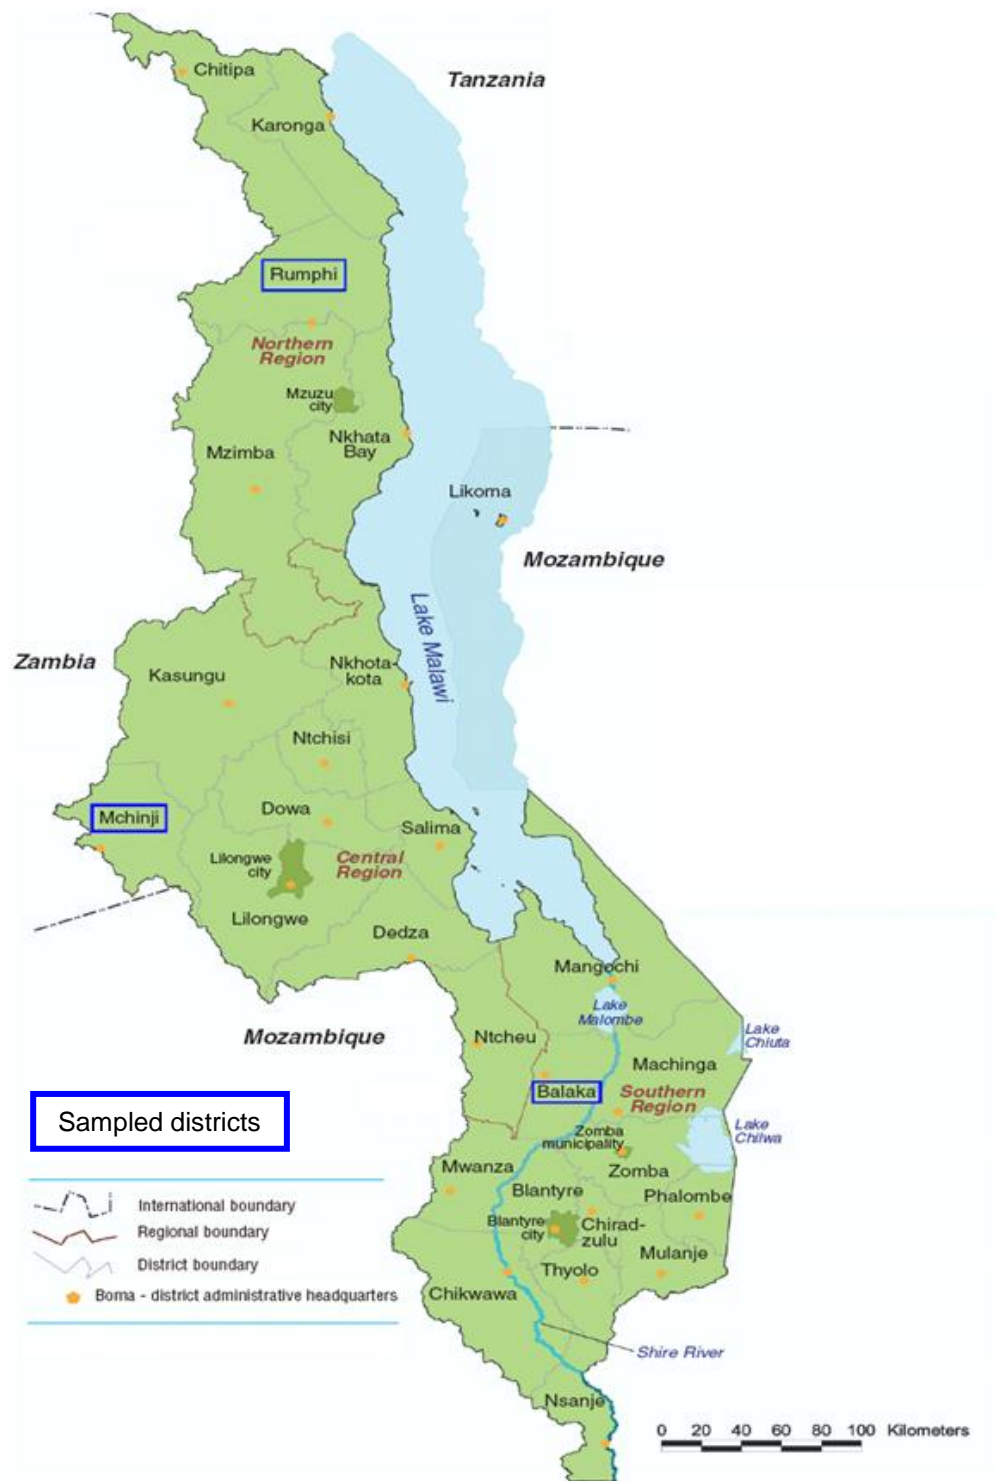 Chitipa
Tanzania
Karonga
Rumphi
Northern
Region
Mzuzu
city
Nkhata
Bay
Mzimba
Likoma
Mozambique
Lake Malawi
Zambia
Nkhota-
kota
Kasungu
Ntchisi
Dowa
Mchinji
Salima
Lilongwe
city
Central
Region
Lilongwe
Dedza
Mangochi
Lake
Malombe
Mozambique
Ntcheu
Lake
Chiuta
Machinga
Balaka
Southern
Region
Sampled districts
Zomba
municipality
Lake
Chilwa
Mwanza
Zomba
Blantyre
Phalombe
Blantyre
city
Chirad-
zulu
Mulanje
Thyolo
Chikwawa
International boundary
Regional boundary
District boundary
Boma - district administrative headquarters
Shire River
Nsanje
0 20 40 60 80 100 Kilometers